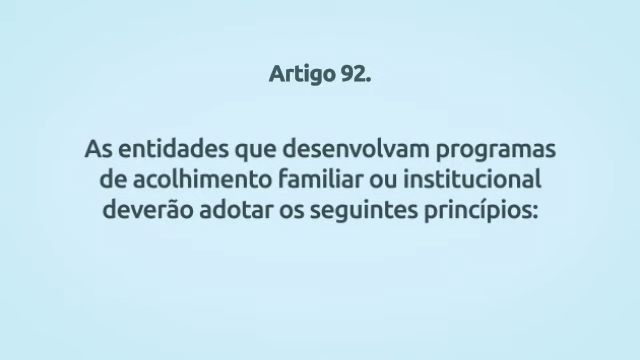 Artigo 92.
As entidades que desenvolvam programas
de acolhimento familiar ou institucional
deverão adotar os seguintes princípios: